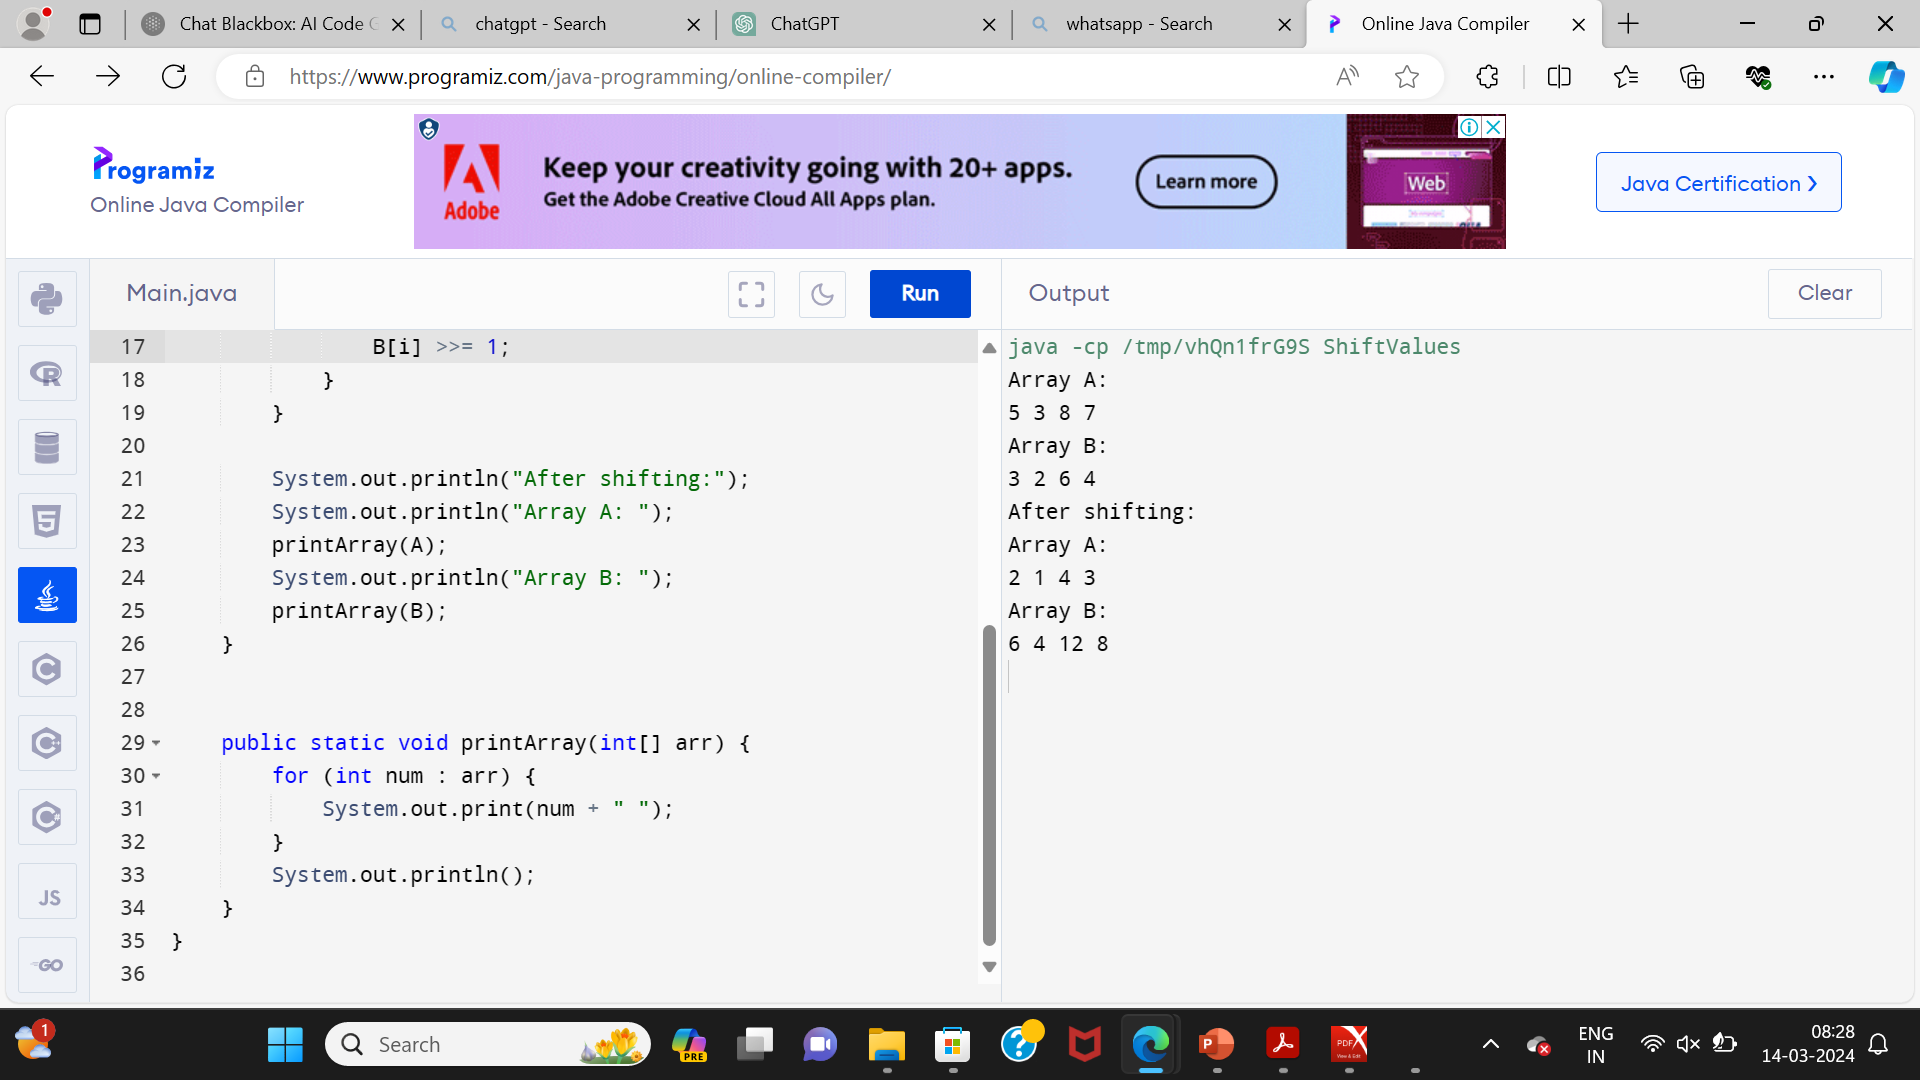 Chat Blackbox: AI Code G
chatgpt - Search
ChatGPT
whatsapp - Search
Online Java Compiler
https://www.programiz.com/java-programming/online-compiler/
Programiz
Online Java Compiler
Adobe
Keep your creativity going with 20+ apps.
Get the Adobe Creative Cloud All Apps plan.
Learn more
Web
Java Certification ❯
Main.java
Run
Output
Clear
17 B[i] >>= 1;
18 }
19 }
20
21 System.out.println("After shifting:");
22 System.out.println("Array A: ");
23 printArray(A);
24 System.out.println("Array B: ");
25 printArray(B);
26 }
27
28
29 public static void printArray(int[] arr) {
30 for (int num : arr) {
31 System.out.print(num + " ");
32 }
33 System.out.println();
34 }
35 }
36
java -cp /tmp/vhQn1frG9S ShiftValues
Array A:
5 3 8 7
Array B:
3 2 6 4
After shifting:
Array A:
2 1 4 3
Array B:
6 4 12 8
R
5
C
C++
C#
JS
GO
1
Search
PRE
P
PDF
View & Edit
ENG
IN
08:28
14-03-2024